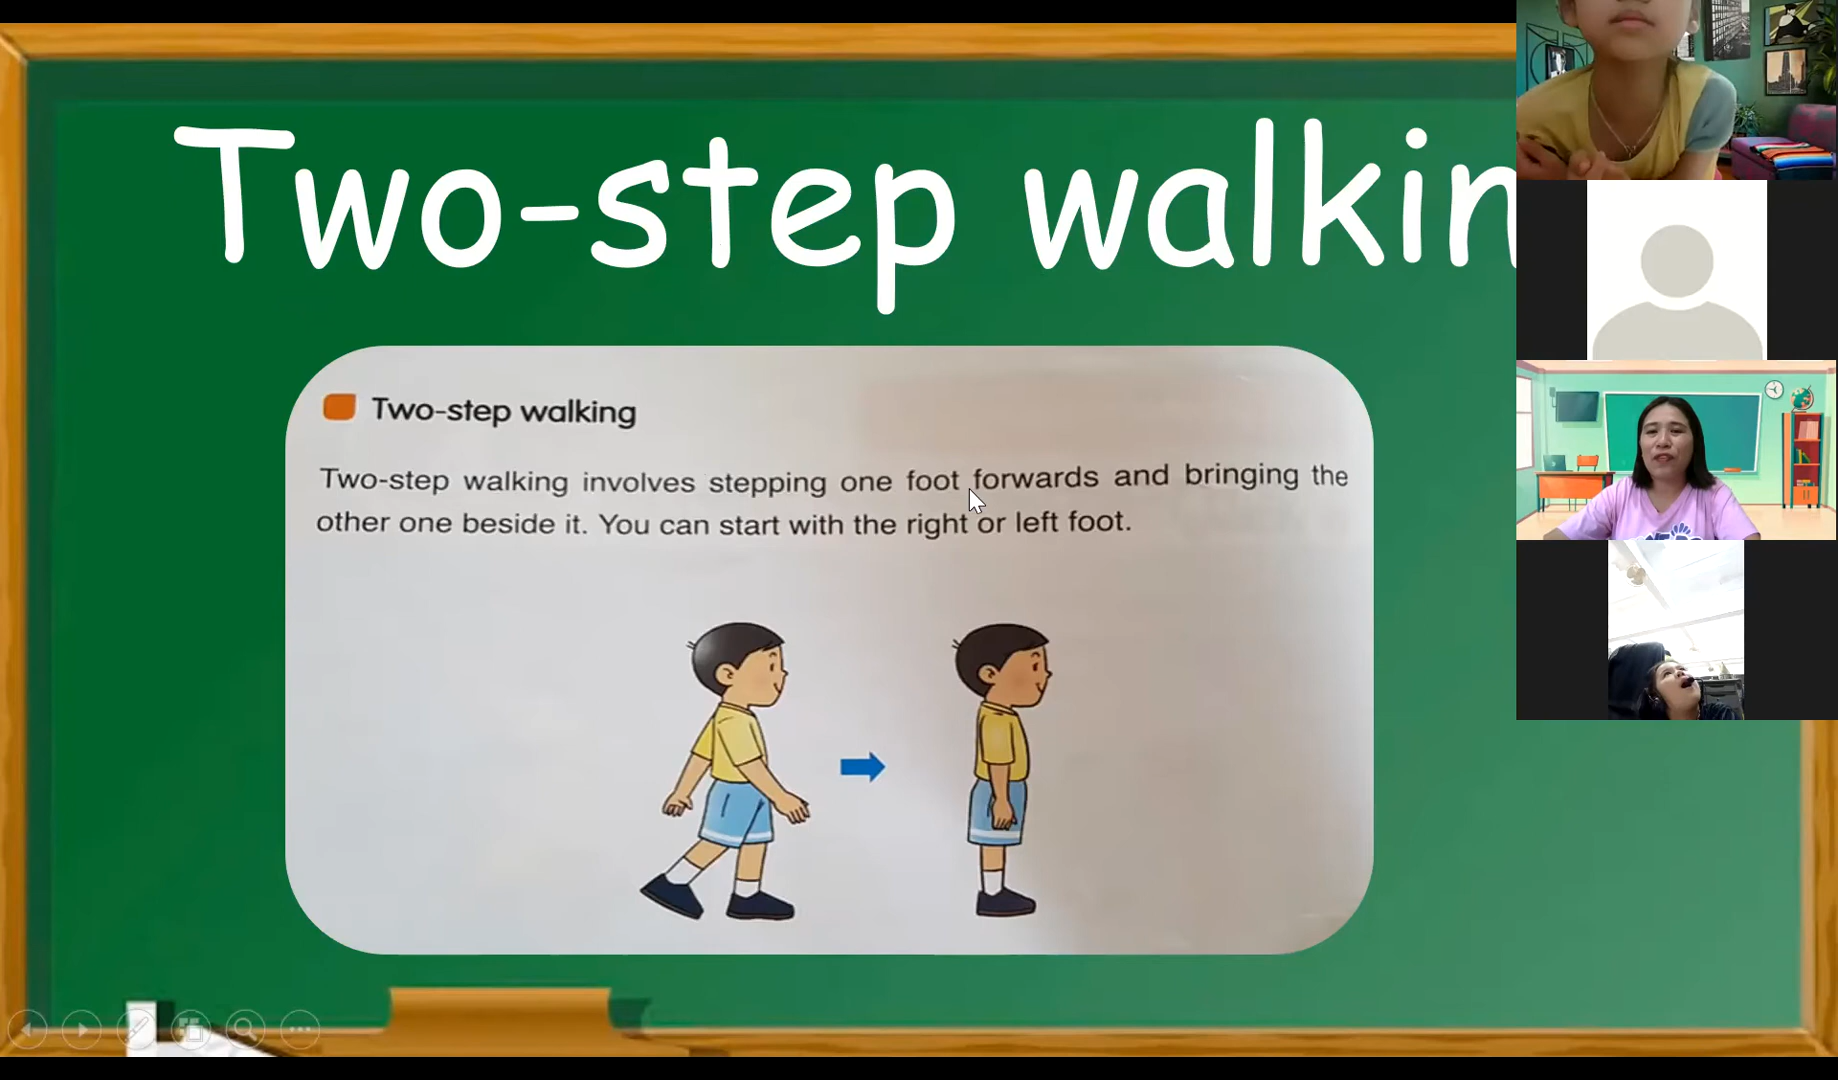 Two-step walkin
Two-step walking
Two-step walking involves stepping one foot forwards and bringing the
other one beside it. You can start with the right or left foot.